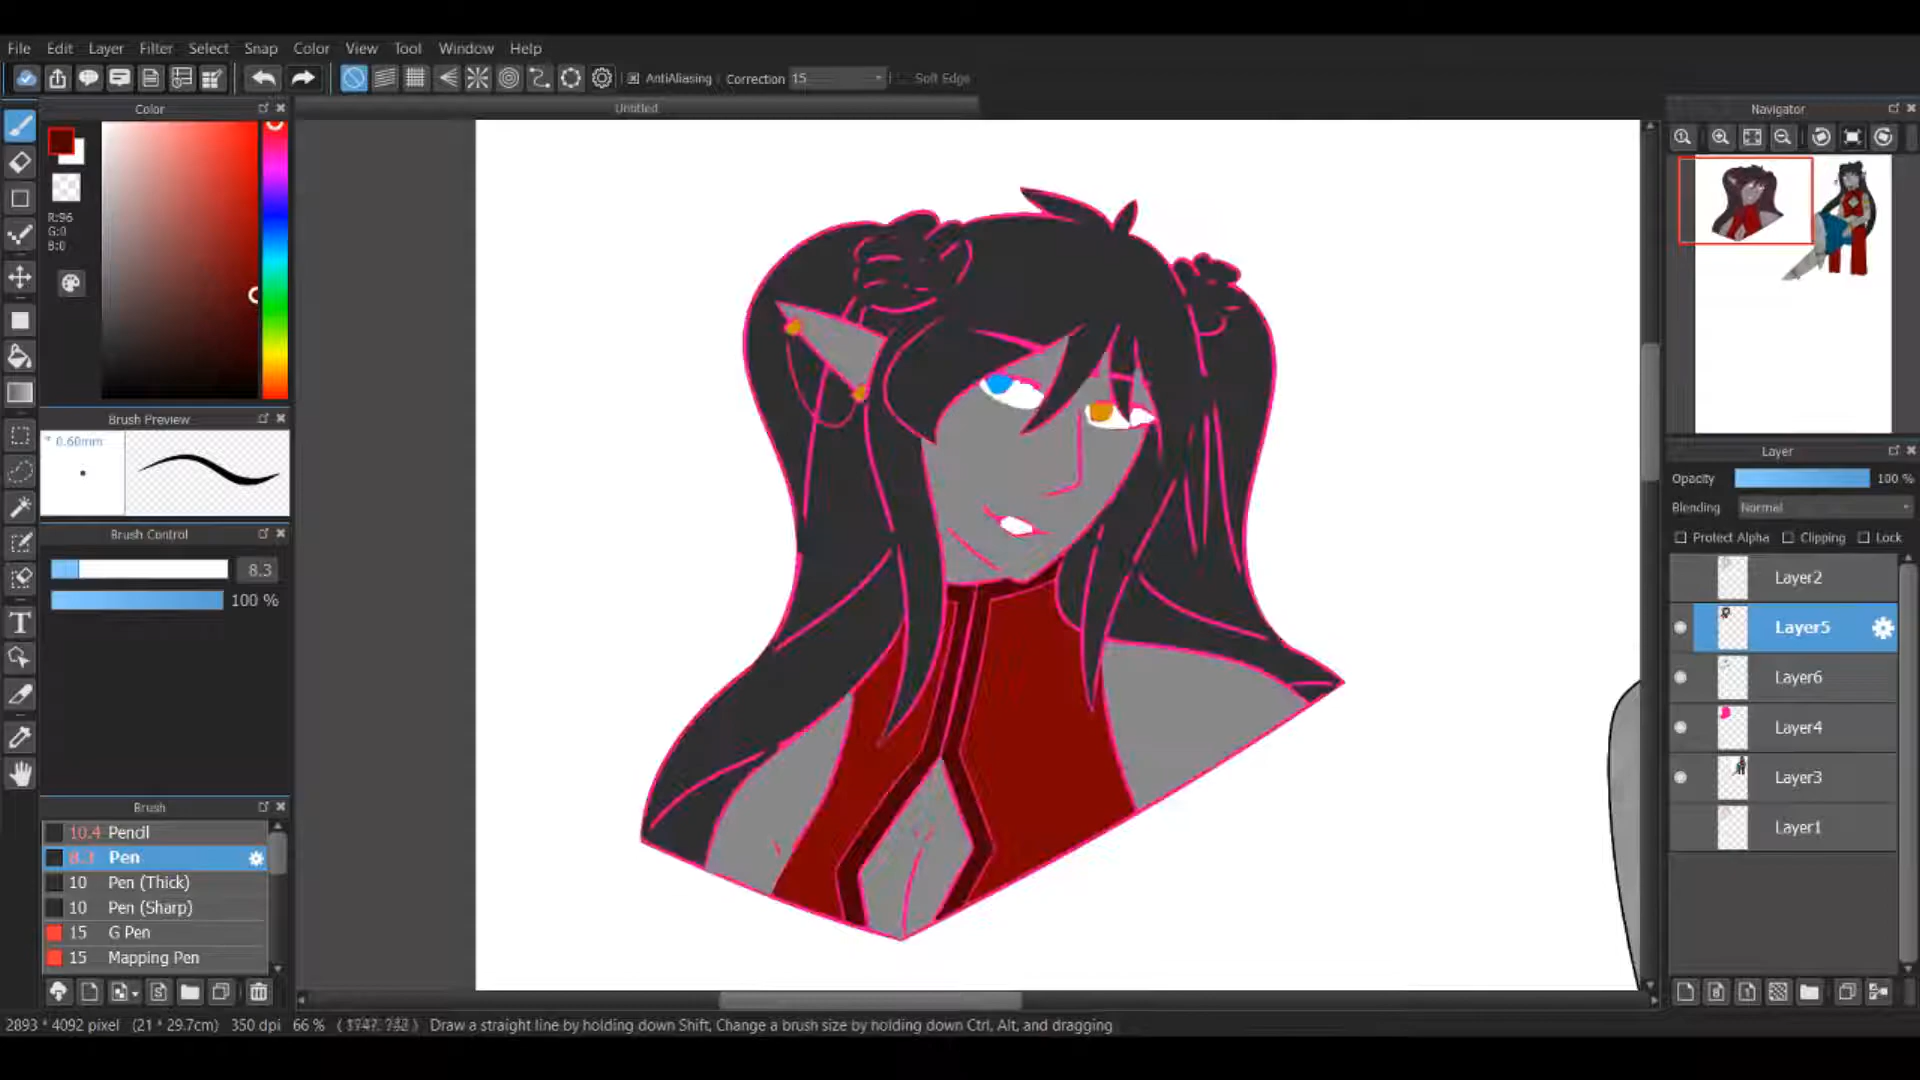 File Edit Layer Filter Select Snap Color View Tool Window Help
AntiAliasing Correction 15 Soft Edge
Color
Untitled
Navigator
R:96
G:0
B:0
Brush Preview
0.60mm
Layer
Opacity 100 %
Blending Normal
Protect Alpha Clipping Lock
Brush Control
8.3
100 %
Layer2
Layer5
Layer6
Layer4
Layer3
Layer1
Brush
10.4 Pencil
8.3 Pen
10 Pen (Thick)
10 Pen (Sharp)
15 G Pen
15 Mapping Pen
2893 * 4092 pixel (21 * 29.7cm) 350 dpi 66 % Draw a straight line by holding down Shift, Change a brush size by holding down Ctrl, Alt, and dragging